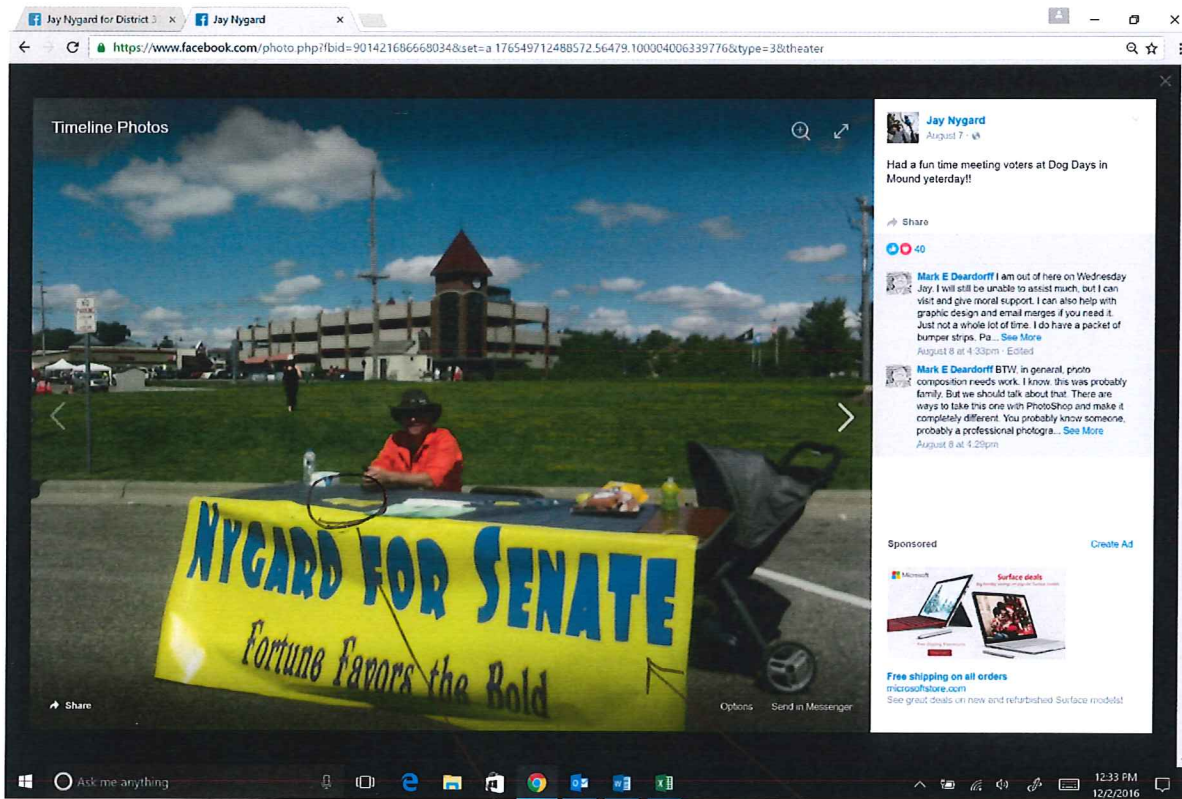 Jay Nygard for District 3
Jay Nygard
https://www.facebook.com/photo.php?fbid=901421686668034&set=a.176549712488572.56479.100004006339776&type=3&theater
Timeline Photos
NO
PARKING
NYGARD FOR SENATE
Fortune Favors the Bold
Share
Options
Send in Messenger
Jay Nygard
August 7
Had a fun time meeting voters at Dog Days in
Mound yeterday!!
Share
40
Mark E Deardorff I am out of here on Wednesday
Jay. I will still be unable to assist much, but I can
visit and give moral support. I can also help with
graphic design and email merges if you need it.
Just not a whole lot of time. I do have a packet of
bumper strips. Pa... See More
August 8 at 4:33pm · Edited
Mark E Deardorff BTW, in general, photo
composition needs work. I know, this was probably
family. But we should talk about that. There are
ways to take this one with PhotoShop and make it
completely different. You probably know someone,
probably a professional photogra... See More
August 8 at 4:29pm
Sponsored
Create Ad
Microsoft
Surface deals
Free shipping on all orders
microsoftstore.com
See great deals on new and refurbished Surface models!
Ask me anything
12:33 PM
12/2/2016